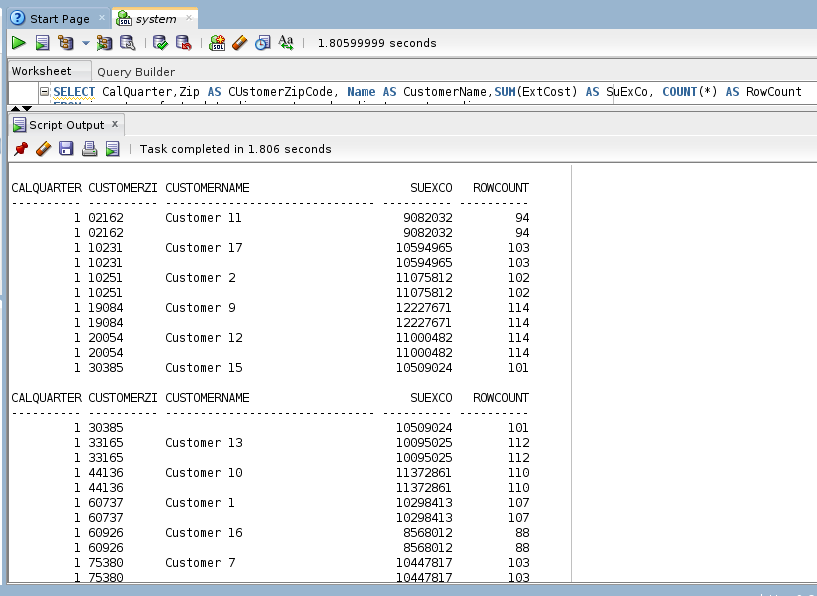 Start Page
system
1.80599999 seconds
Worksheet Query Builder
SELECT CalQuarter,Zip AS CUstomerZipCode, Name AS CustomerName,SUM(ExtCost) AS SuExCo, COUNT(*) AS RowCount
Script Output
Task completed in 1.806 seconds
CALQUARTER CUSTOMERZI CUSTOMERNAME SUEXCO ROWCOUNT
---------- ---------- ------------------------------ ---------- ----------
1 02162 Customer 11 9082032 94
1 02162 9082032 94
1 10231 Customer 17 10594965 103
1 10231 10594965 103
1 10251 Customer 2 11075812 102
1 10251 11075812 102
1 19084 Customer 9 12227671 114
1 19084 12227671 114
1 20054 Customer 12 11000482 114
1 20054 11000482 114
1 30385 Customer 15 10509024 101
CALQUARTER CUSTOMERZI CUSTOMERNAME SUEXCO ROWCOUNT
---------- ---------- ------------------------------ ---------- ----------
1 30385 10509024 101
1 33165 Customer 13 10095025 112
1 33165 10095025 112
1 44136 Customer 10 11372861 110
1 44136 11372861 110
1 60737 Customer 1 10298413 107
1 60737 10298413 107
1 60926 Customer 16 8568012 88
1 60926 8568012 88
1 75380 Customer 7 10447817 103
1 75380 10447817 103